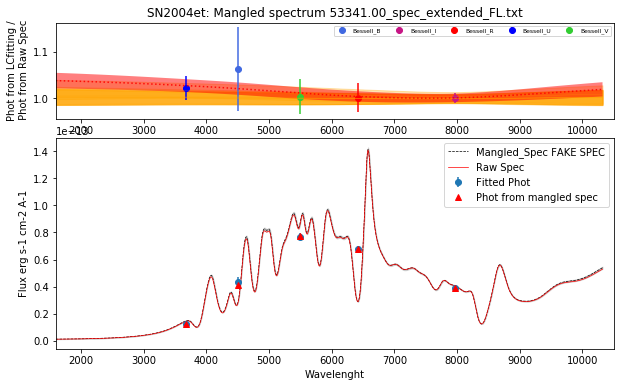 SN2004et: Mangled spectrum 53341.00_spec_extended_FL.txt
Phot from LCfitting /
Phot from Raw Spec
1.1
1.0
Bessell_B
Bessell_I
Bessell_R
Bessell_U
Bessell_V
2000 3000 4000 5000 6000 7000 8000 9000 10000
1e−13
Flux erg s-1 cm-2 A-1
1.4
1.2
1.0
0.8
0.6
0.4
0.2
0.0
Mangled_Spec FAKE SPEC
Raw Spec
Fitted Phot
Phot from mangled spec
2000 3000 4000 5000 6000 7000 8000 9000 10000
Wavelenght